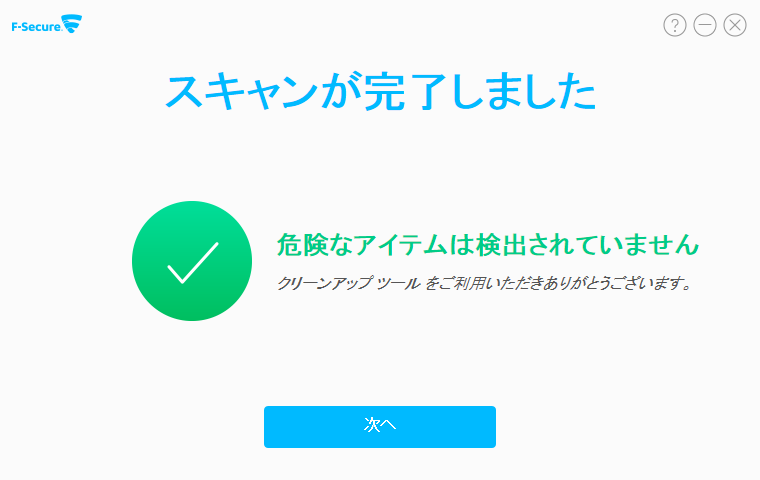 F-Secure.
スキャンが完了しました
危険なアイテムは検出されていません
クリーンアップ ツール をご利用いただきありがとうございます。
次へ